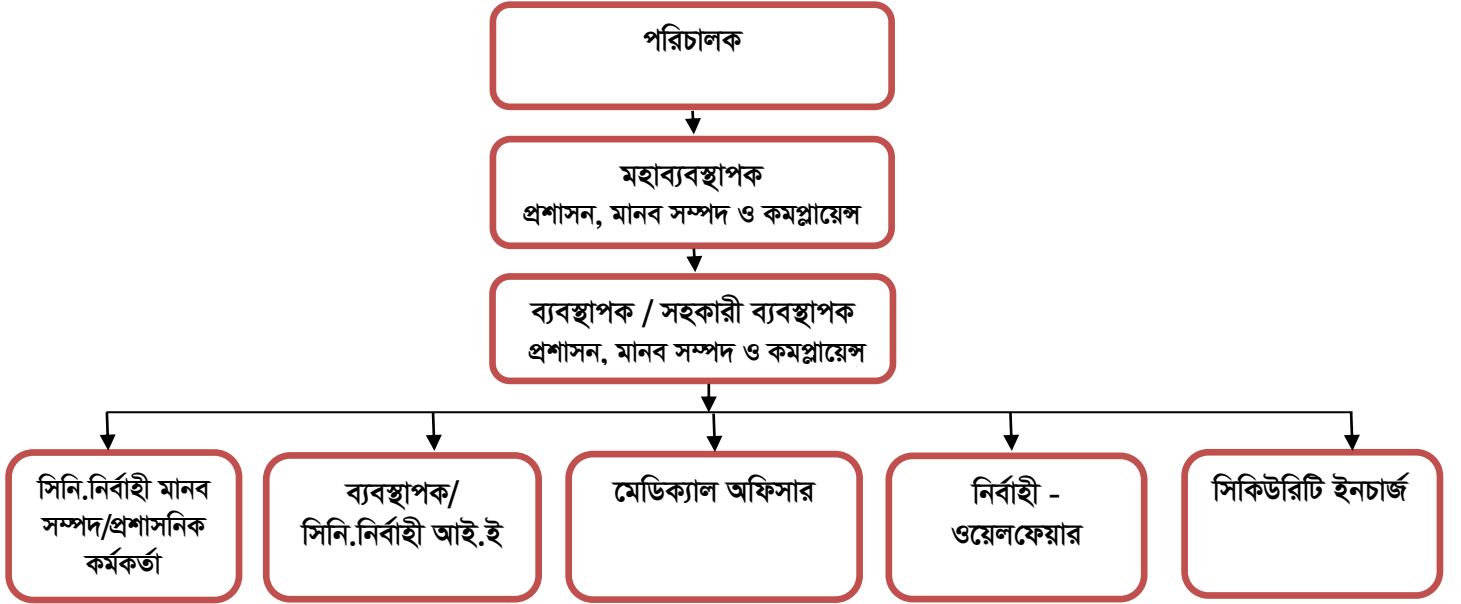 পরিচালক
মহাব্যবস্থাপক
প্রশাসন, মানব সম্পদ ও কমপ্লায়েন্স
ব্যবস্থাপক / সহকারী ব্যবস্থাপক
প্রশাসন, মানব সম্পদ ও কমপ্লায়েন্স
সিনি.নির্বাহী মানব
সম্পদ/প্রশাসনিক
কর্মকর্তা
ব্যবস্থাপক/
সিনি.নির্বাহী আই.ই
মেডিক্যাল অফিসার
নির্বাহী -
ওয়েলফেয়ার
সিকিউরিটি ইনচার্জ